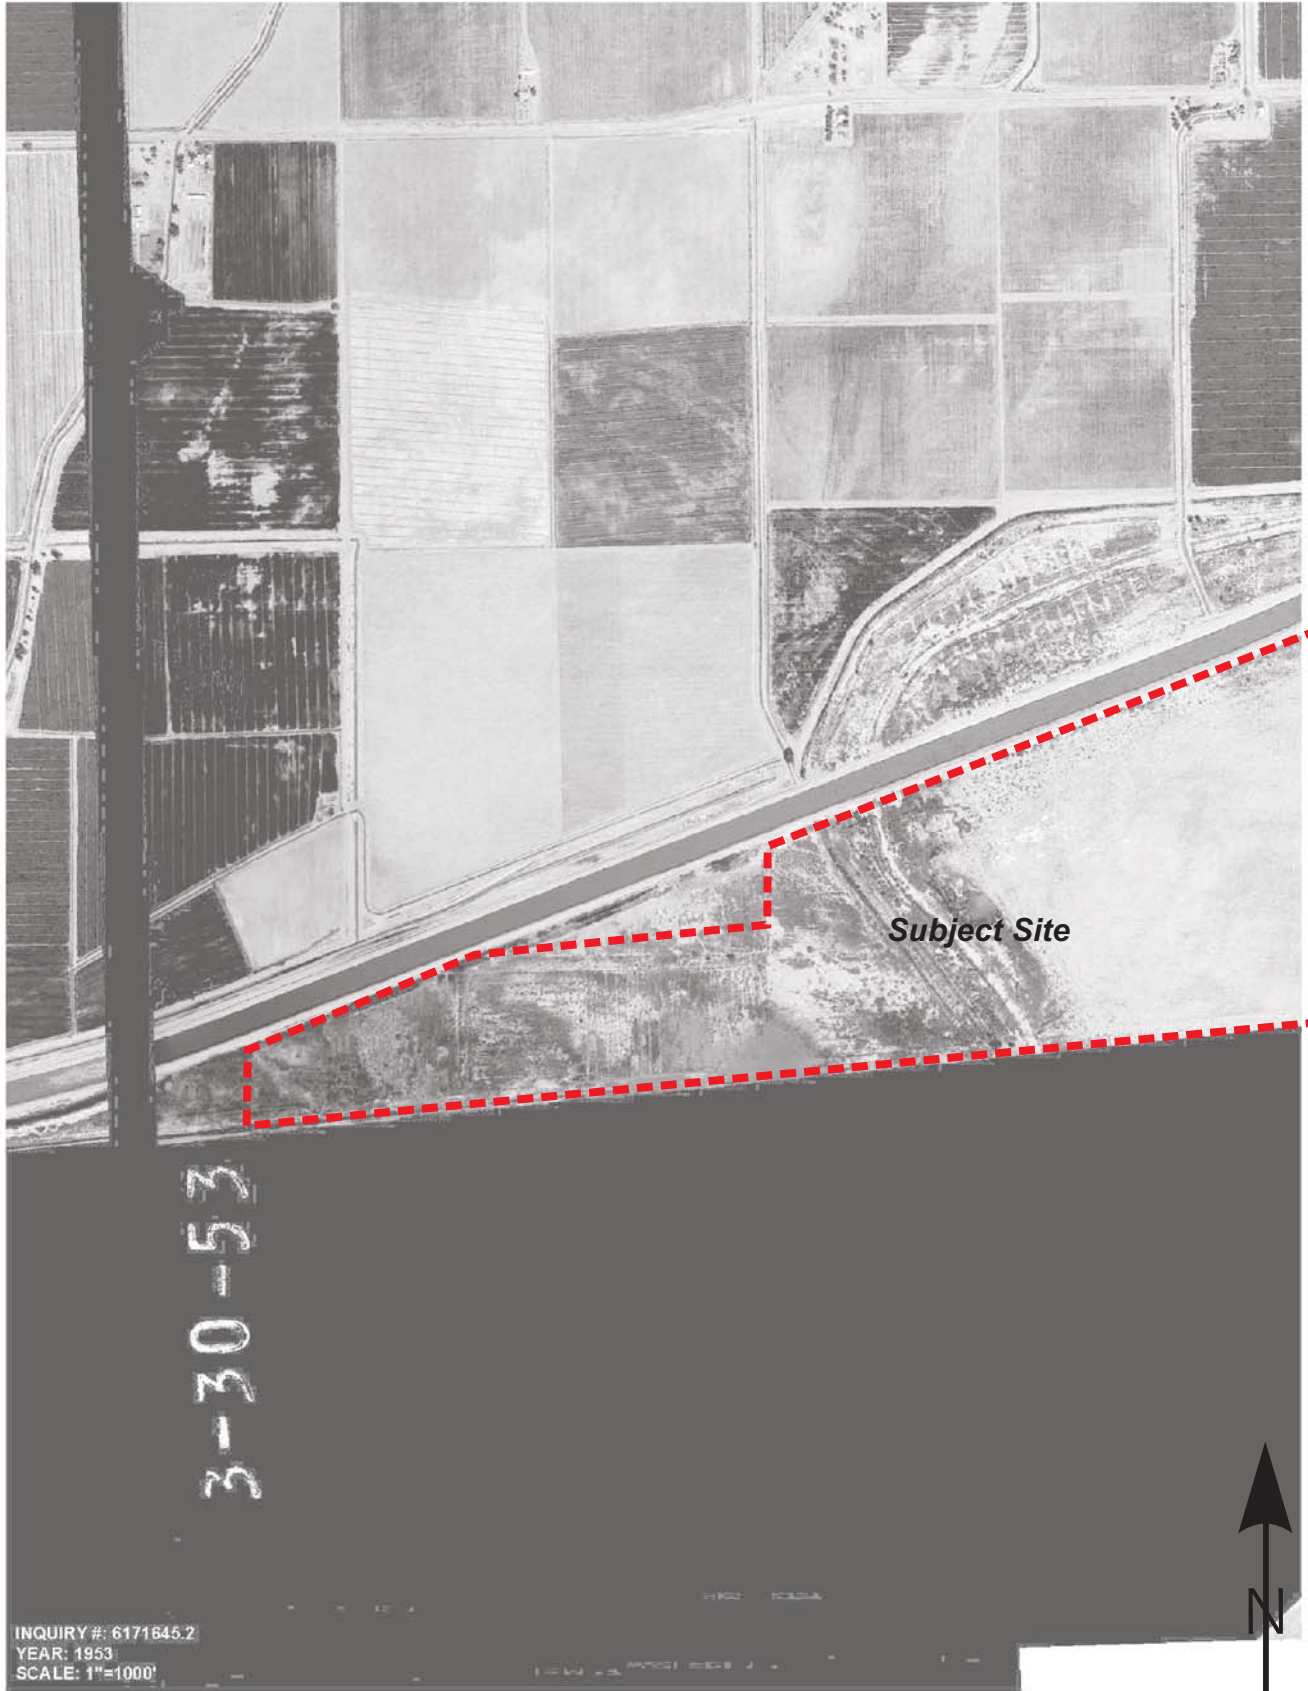 Subject Site
3-30-53
N
INQUIRY #: 6171645.2
YEAR: 1953
SCALE: 1"=1000'